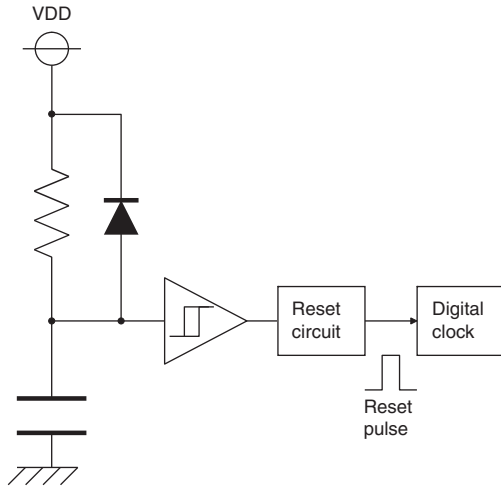 VDD
Reset
circuit
Digital
clock
Reset
pulse